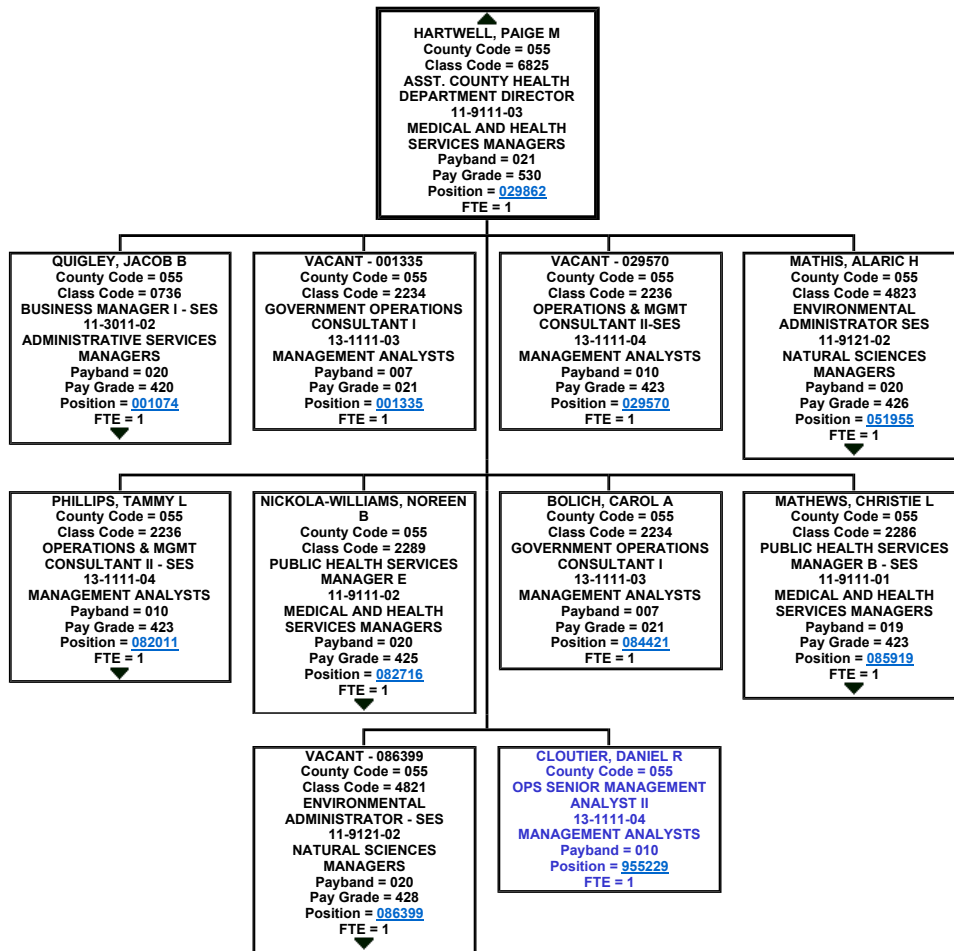 HARTWELL, PAIGE M
County Code = 055
Class Code = 6825
ASST. COUNTY HEALTH
DEPARTMENT DIRECTOR
11-9111-03
MEDICAL AND HEALTH
SERVICES MANAGERS
Payband = 021
Pay Grade = 530
Position = 029862
FTE = 1
QUIGLEY, JACOB B
County Code = 055
Class Code = 0736
BUSINESS MANAGER I - SES
11-3011-02
ADMINISTRATIVE SERVICES
MANAGERS
Payband = 020
Pay Grade = 420
Position = 001074
FTE = 1
VACANT - 001335
County Code = 055
Class Code = 2234
GOVERNMENT OPERATIONS
CONSULTANT I
13-1111-03
MANAGEMENT ANALYSTS
Payband = 007
Pay Grade = 021
Position = 001335
FTE = 1
VACANT - 029570
County Code = 055
Class Code = 2236
OPERATIONS & MGMT
CONSULTANT II-SES
13-1111-04
MANAGEMENT ANALYSTS
Payband = 010
Pay Grade = 423
Position = 029570
FTE = 1
MATHIS, ALARIC H
County Code = 055
Class Code = 4823
ENVIRONMENTAL
ADMINISTRATOR SES
11-9121-02
NATURAL SCIENCES
MANAGERS
Payband = 020
Pay Grade = 426
Position = 051955
FTE = 1
PHILLIPS, TAMMY L
County Code = 055
Class Code = 2236
OPERATIONS & MGMT
CONSULTANT II - SES
13-1111-04
MANAGEMENT ANALYSTS
Payband = 010
Pay Grade = 423
Position = 082011
FTE = 1
NICKOLA-WILLIAMS, NOREEN
B
County Code = 055
Class Code = 2289
PUBLIC HEALTH SERVICES
MANAGER E
11-9111-02
MEDICAL AND HEALTH
SERVICES MANAGERS
Payband = 020
Pay Grade = 425
Position = 082716
FTE = 1
BOLICH, CAROL A
County Code = 055
Class Code = 2234
GOVERNMENT OPERATIONS
CONSULTANT I
13-1111-03
MANAGEMENT ANALYSTS
Payband = 007
Pay Grade = 021
Position = 084421
FTE = 1
MATHEWS, CHRISTIE L
County Code = 055
Class Code = 2286
PUBLIC HEALTH SERVICES
MANAGER B - SES
11-9111-01
MEDICAL AND HEALTH
SERVICES MANAGERS
Payband = 019
Pay Grade = 423
Position = 085919
FTE = 1
VACANT - 086399
County Code = 055
Class Code = 4821
ENVIRONMENTAL
ADMINISTRATOR - SES
11-9121-02
NATURAL SCIENCES
MANAGERS
Payband = 020
Pay Grade = 428
Position = 086399
FTE = 1
CLOUTIER, DANIEL R
County Code = 055
OPS SENIOR MANAGEMENT
ANALYST II
13-1111-04
MANAGEMENT ANALYSTS
Payband = 010
Position = 955229
FTE = 1